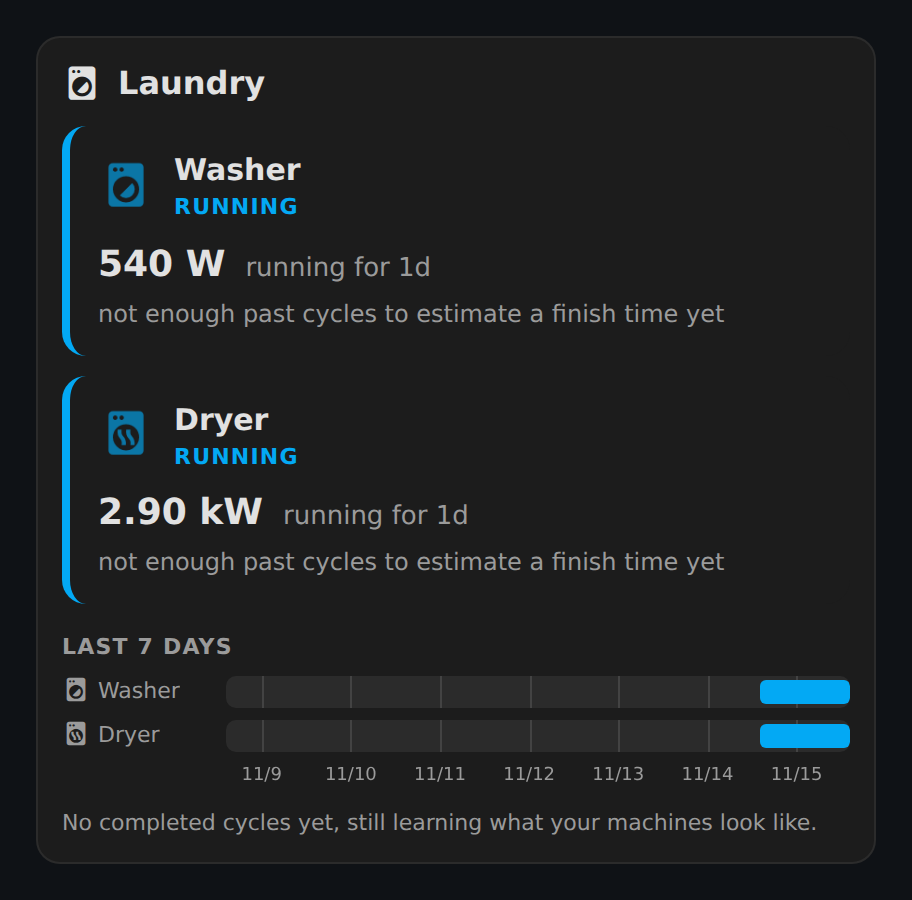 Laundry
Washer
RUNNING
540 W running for 1d
not enough past cycles to estimate a finish time yet
Dryer
RUNNING
2.90 kW running for 1d
not enough past cycles to estimate a finish time yet
LAST 7 DAYS
Washer
Dryer
11/9 11/10 11/11 11/12 11/13 11/14 11/15
No completed cycles yet, still learning what your machines look like.